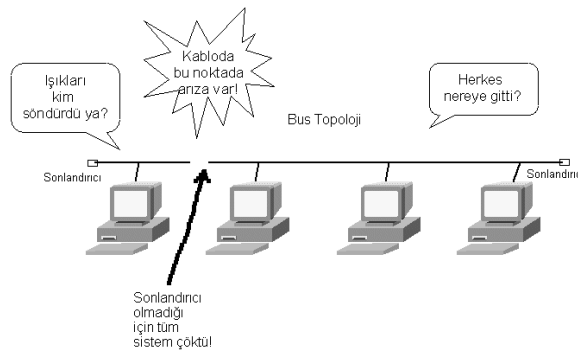 Işıkları
kim
söndürdü ya?
Kabloda
bu noktada
arıza var!
Herkes
nereye gitti?
Bus Topoloji
Sonlandırıcı
Sonlandırıcı
Sonlandırıcı
olmadığı
için tüm
sistem çöktü!